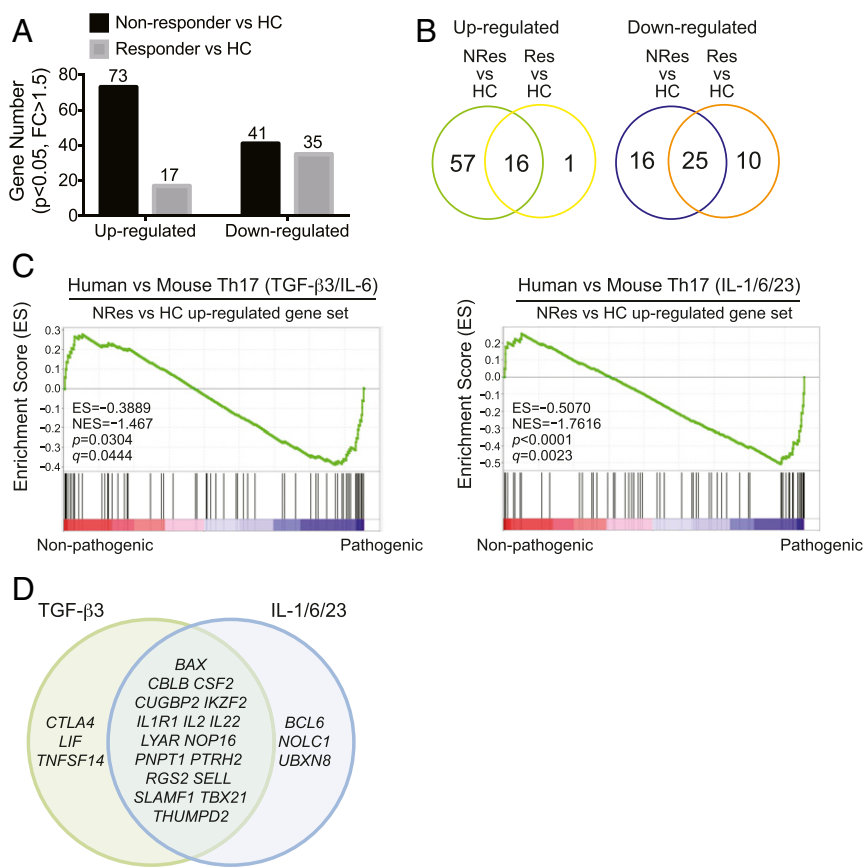 A
Non-responder vs HC
Responder vs HC
Gene Number
(p<0.05, FC>1.5)
80
60
40
20
0
73
17
41
35
Up-regulated
Down-regulated
B
Up-regulated
Down-regulated
NRes
vs
HC
Res
vs
HC
NRes
vs
HC
Res
vs
HC
57
16
1
16
25
10
C
Human vs Mouse Th17 (TGF-β3/IL-6)
NRes vs HC up-regulated gene set
Enrichment Score (ES)
0.3
0.2
0.1
0.0
−0.1
−0.2
−0.3
−0.4
ES=−0.3889
NES=−1.467
p=0.0304
q=0.0444
Non-pathogenic
Pathogenic
Human vs Mouse Th17 (IL-1/6/23)
NRes vs HC up-regulated gene set
Enrichment Score (ES)
0.2
0.1
0.0
−0.1
−0.2
−0.3
−0.4
−0.5
ES=−0.5070
NES=−1.7616
p<0.0001
q=0.0023
Non-pathogenic
Pathogenic
D
TGF-β3
IL-1/6/23
CTLA4
LIF
TNFSF14
BAX
CBLB CSF2
CUGBP2 IKZF2
IL1R1 IL2 IL22
LYAR NOP16
PNPT1 PTRH2
RGS2 SELL
SLAMF1 TBX21
THUMPD2
BCL6
NOLC1
UBXN8